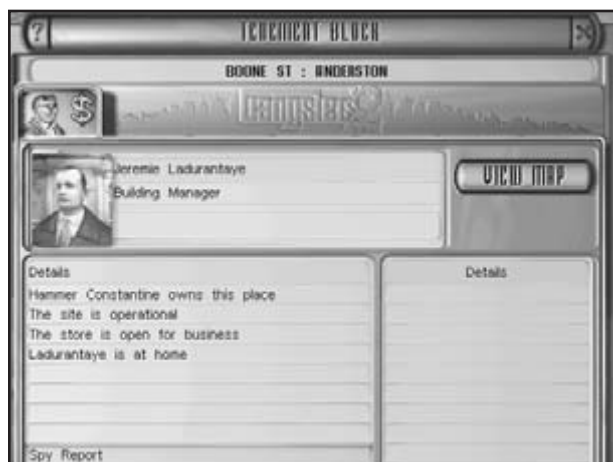 ?
TENEMENT BLOCK
X
BOONE ST : ANDERSTON
$
Gangsters 2
Jeremie Ladurantaye
Building Manager
VIEW MAP
Details
Hammer Constantine owns this place
The site is operational
The store is open for business
Ladurantaye is at home
Details
Spy Report